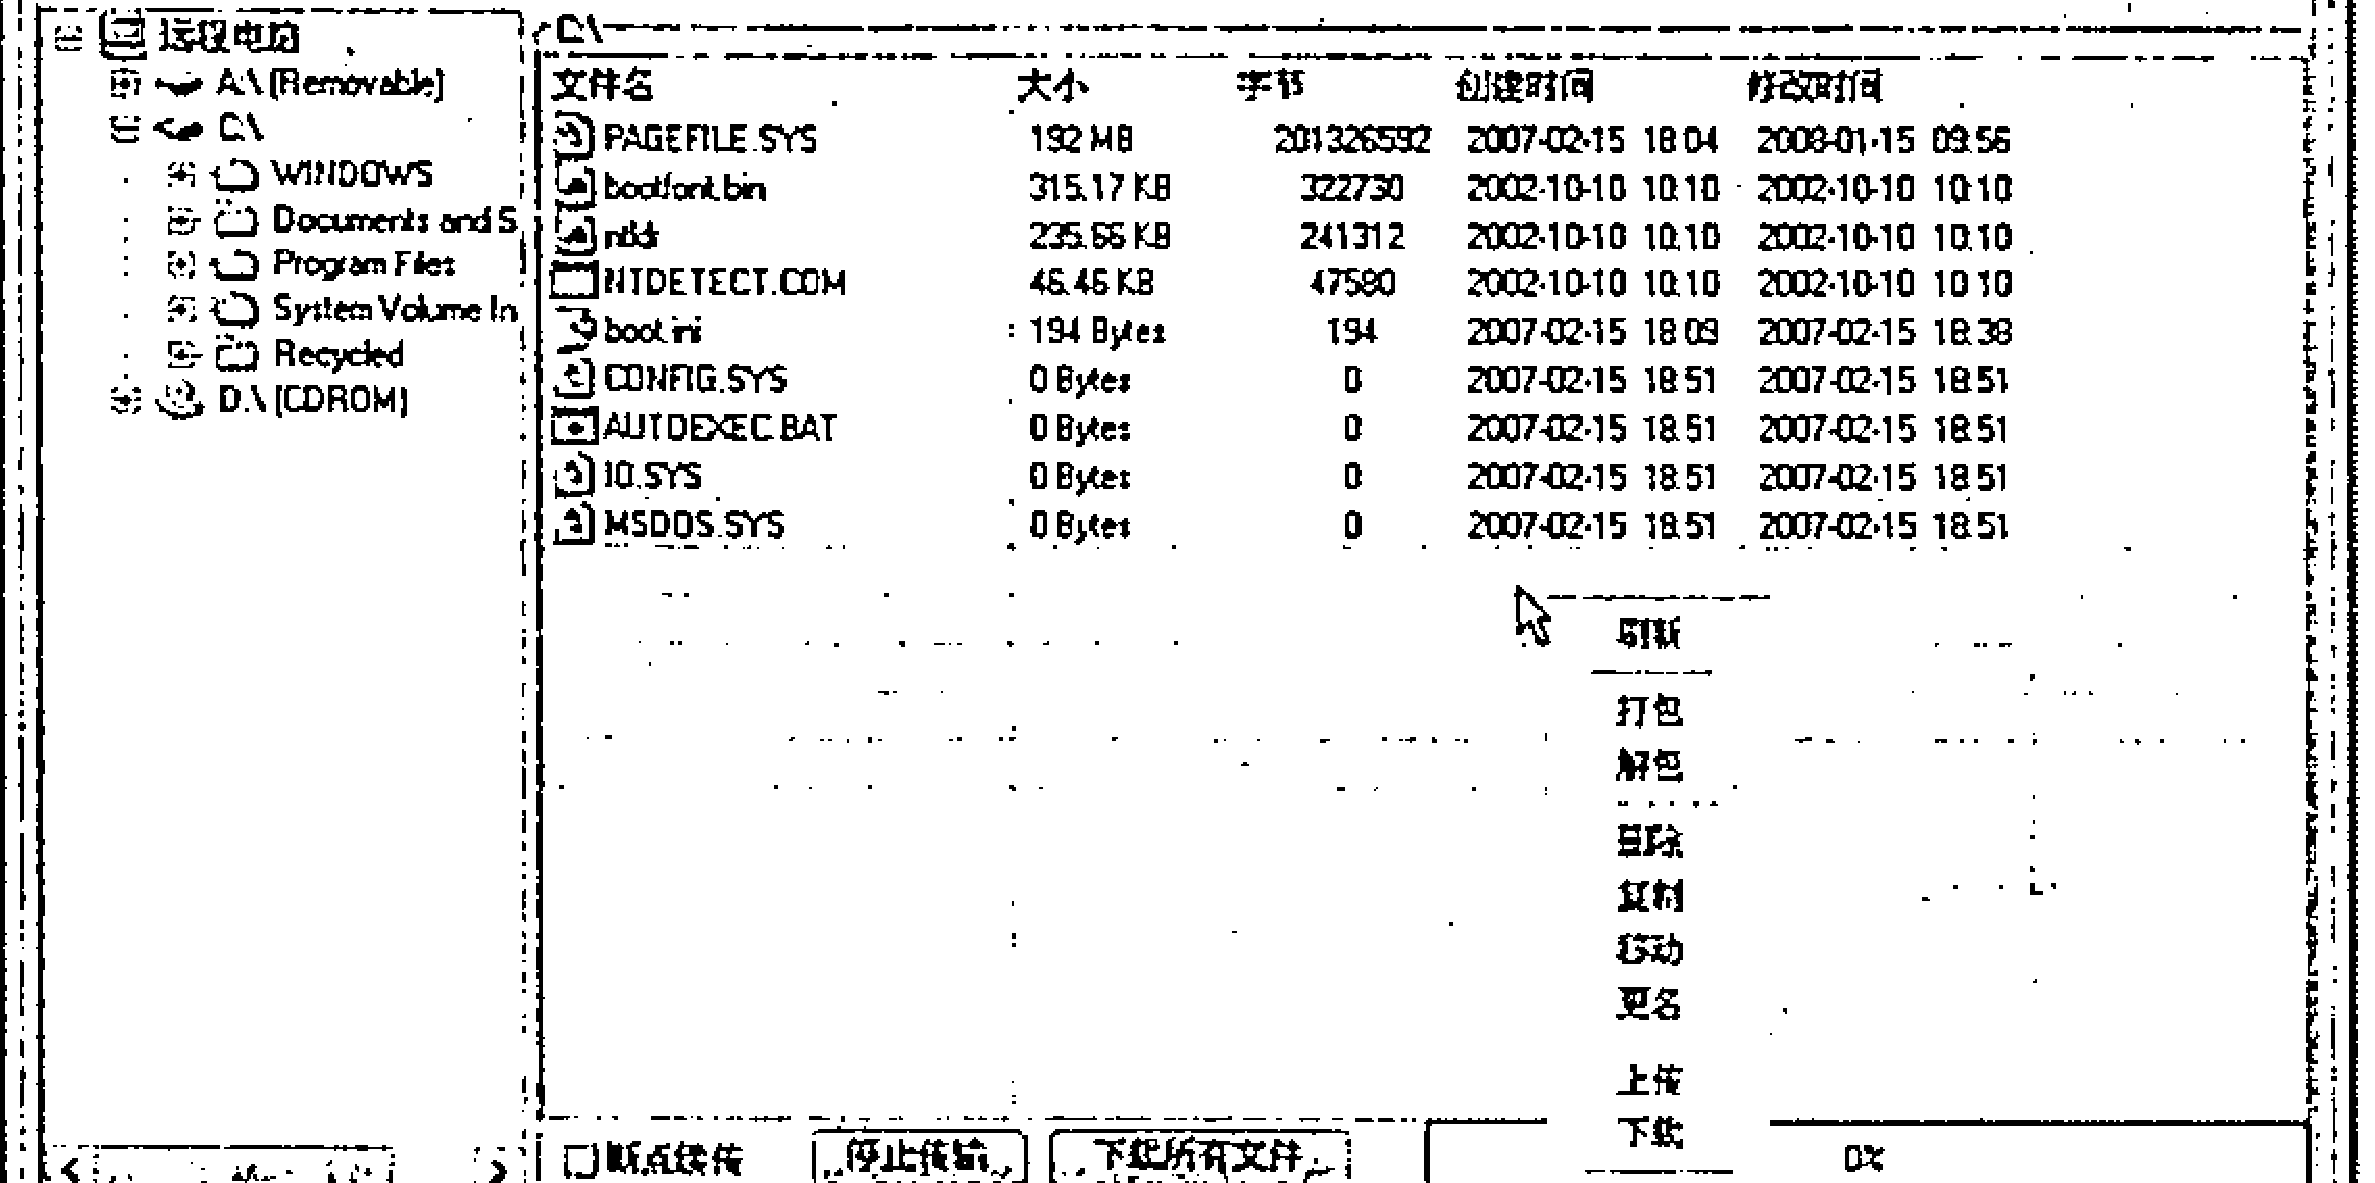 远程电脑
A:\ (Removable)
C:\
WINDOWS
Documents and S
Program Files
System Volume In
Recycled
D:\ (CDROM)
C:\
文件名 大小 字节 创建时间 修改时间
PAGEFILE.SYS 192 MB 201326592 2007-02-15 18:04 2008-01-15 09:56
bootfont.bin 315.17 KB 322730 2002-10-10 10:10 2002-10-10 10:10
ntldr 235.66 KB 241312 2002-10-10 10:10 2002-10-10 10:10
NTDETECT.COM 46.46 KB 47580 2002-10-10 10:10 2002-10-10 10:10
boot.ini 194 Bytes 194 2007-02-15 18:09 2007-02-15 18:38
CONFIG.SYS 0 Bytes 0 2007-02-15 18:51 2007-02-15 18:51
AUTOEXEC.BAT 0 Bytes 0 2007-02-15 18:51 2007-02-15 18:51
IO.SYS 0 Bytes 0 2007-02-15 18:51 2007-02-15 18:51
MSDOS.SYS 0 Bytes 0 2007-02-15 18:51 2007-02-15 18:51
刷新
打包
解包
删除
复制
移动
更名
上传
下载
断点续传 停止传输 下载所有文件 0%